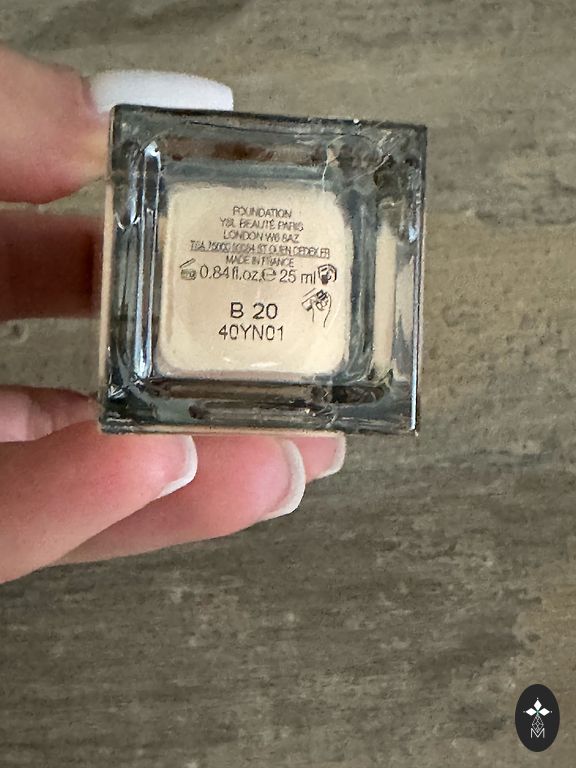 FOUNDATION
YSL BEAUTÉ PARIS
LONDON W6 8AZ
MADE IN FRANCE
0.84 fl.oz. ℮ 25 ml
B 20
40YN01
M